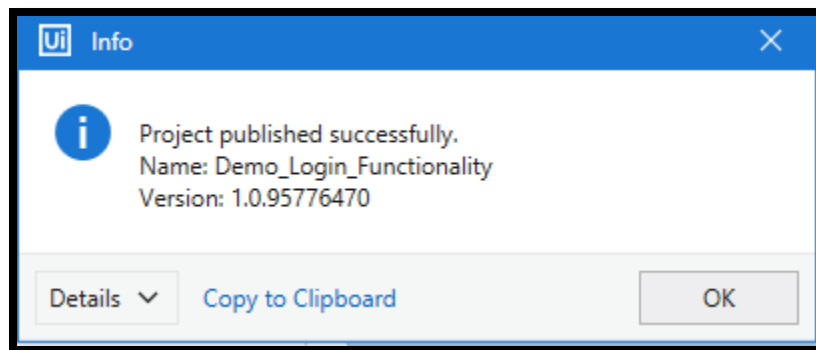 Ui Info
Project published successfully.
Name: Demo_Login_Functionality
Version: 1.0.95776470
Details Copy to Clipboard OK